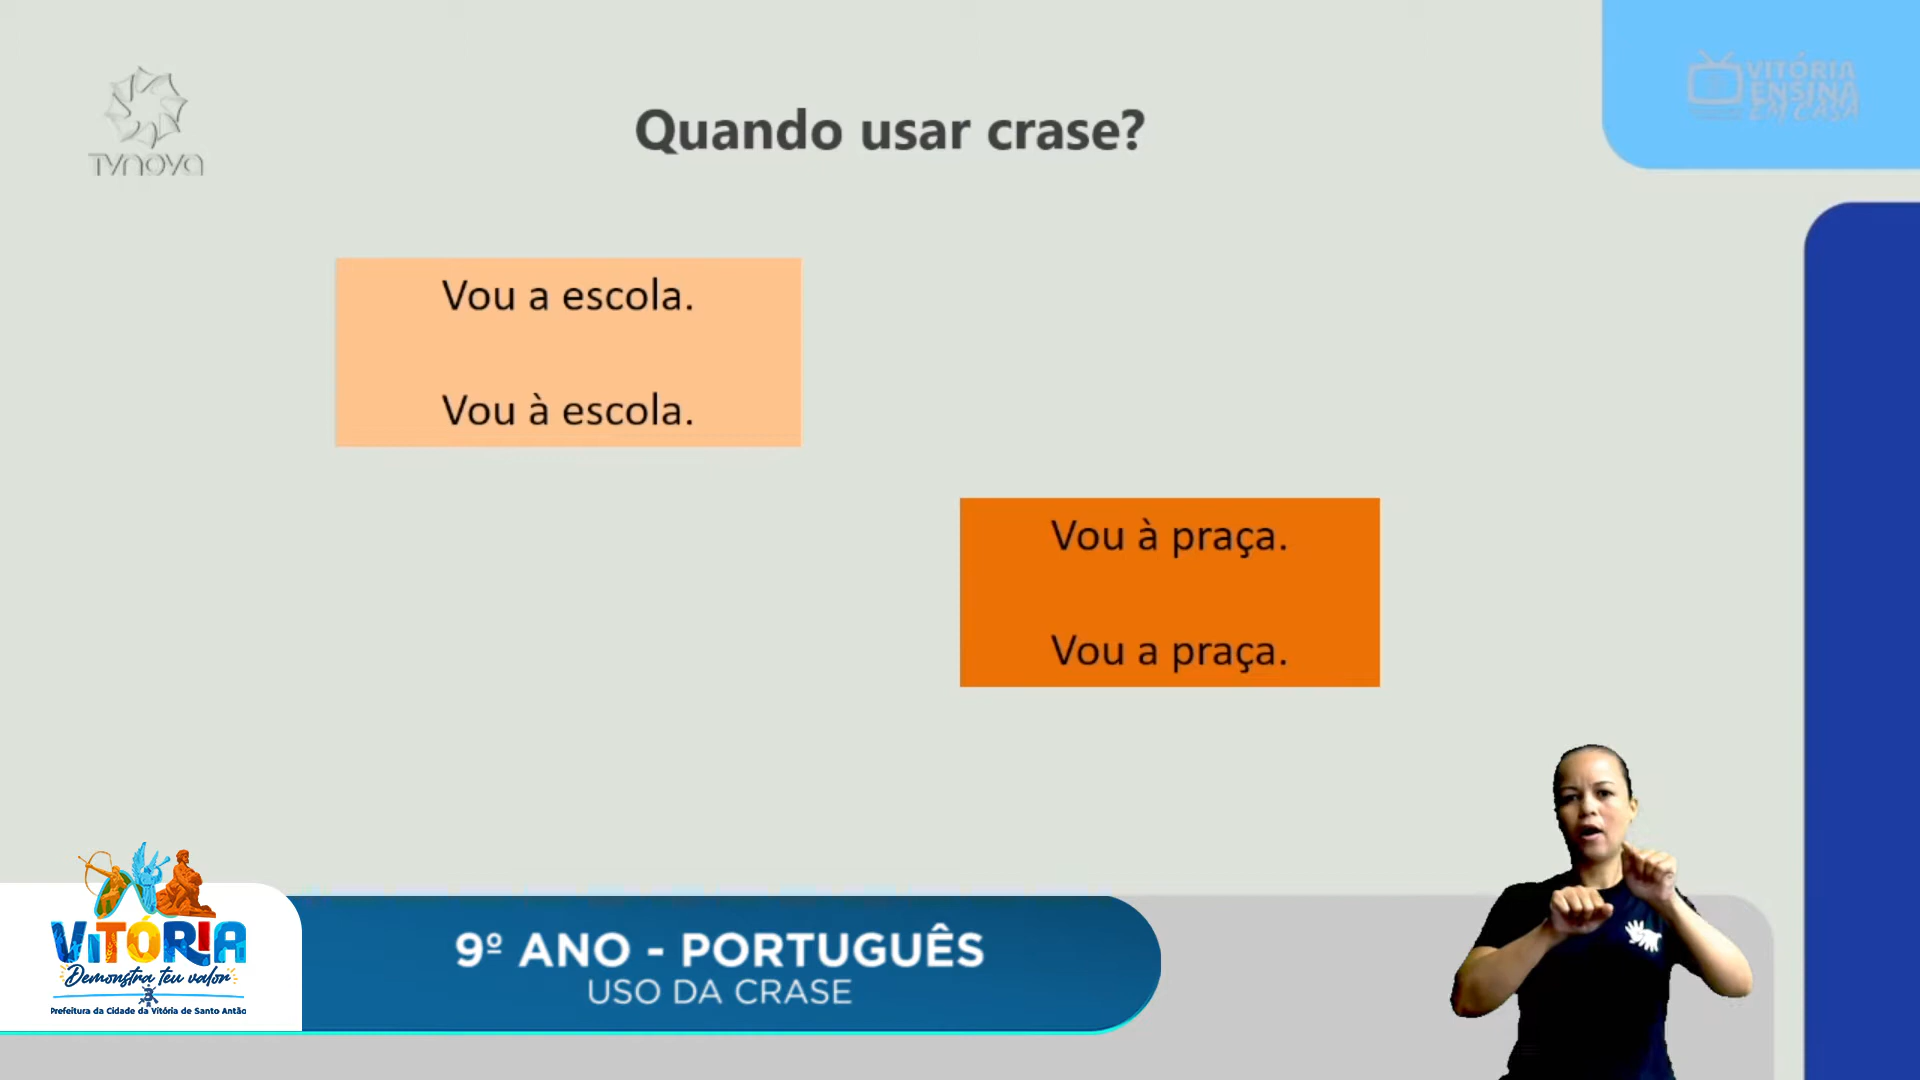 TVNOVA
VITÓRIA
ENSINA
EM CASA
Quando usar crase?
Vou a escola.
Vou à escola.
Vou à praça.
Vou a praça.
VITÓRIA
Demonstra teu valor
Prefeitura da Cidade da Vitória de Santo Antão
9º ANO - PORTUGUÊS
USO DA CRASE